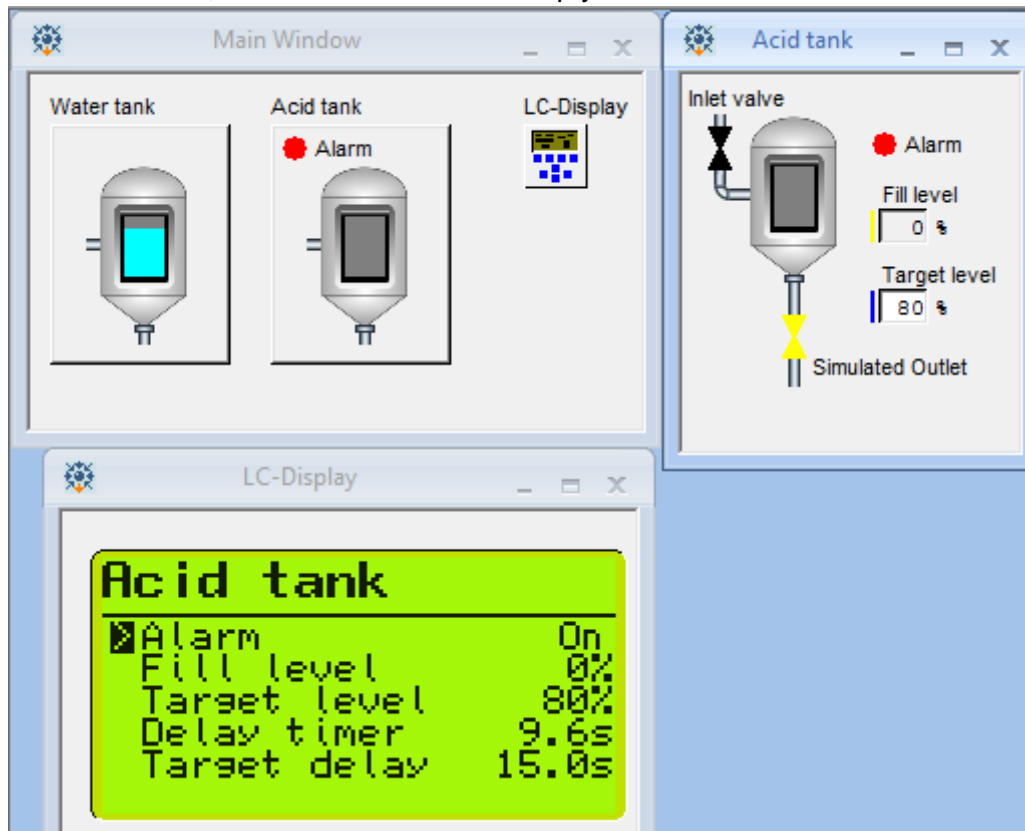 Main Window
Water tank
Acid tank
LC-Display
Alarm
Acid tank
Inlet valve
Alarm
Fill level
0 %
Target level
80 %
Simulated Outlet
LC-Display
Acid tank
Alarm On
Fill level 0%
Target level 80%
Delay timer 9.6s
Target delay 15.0s